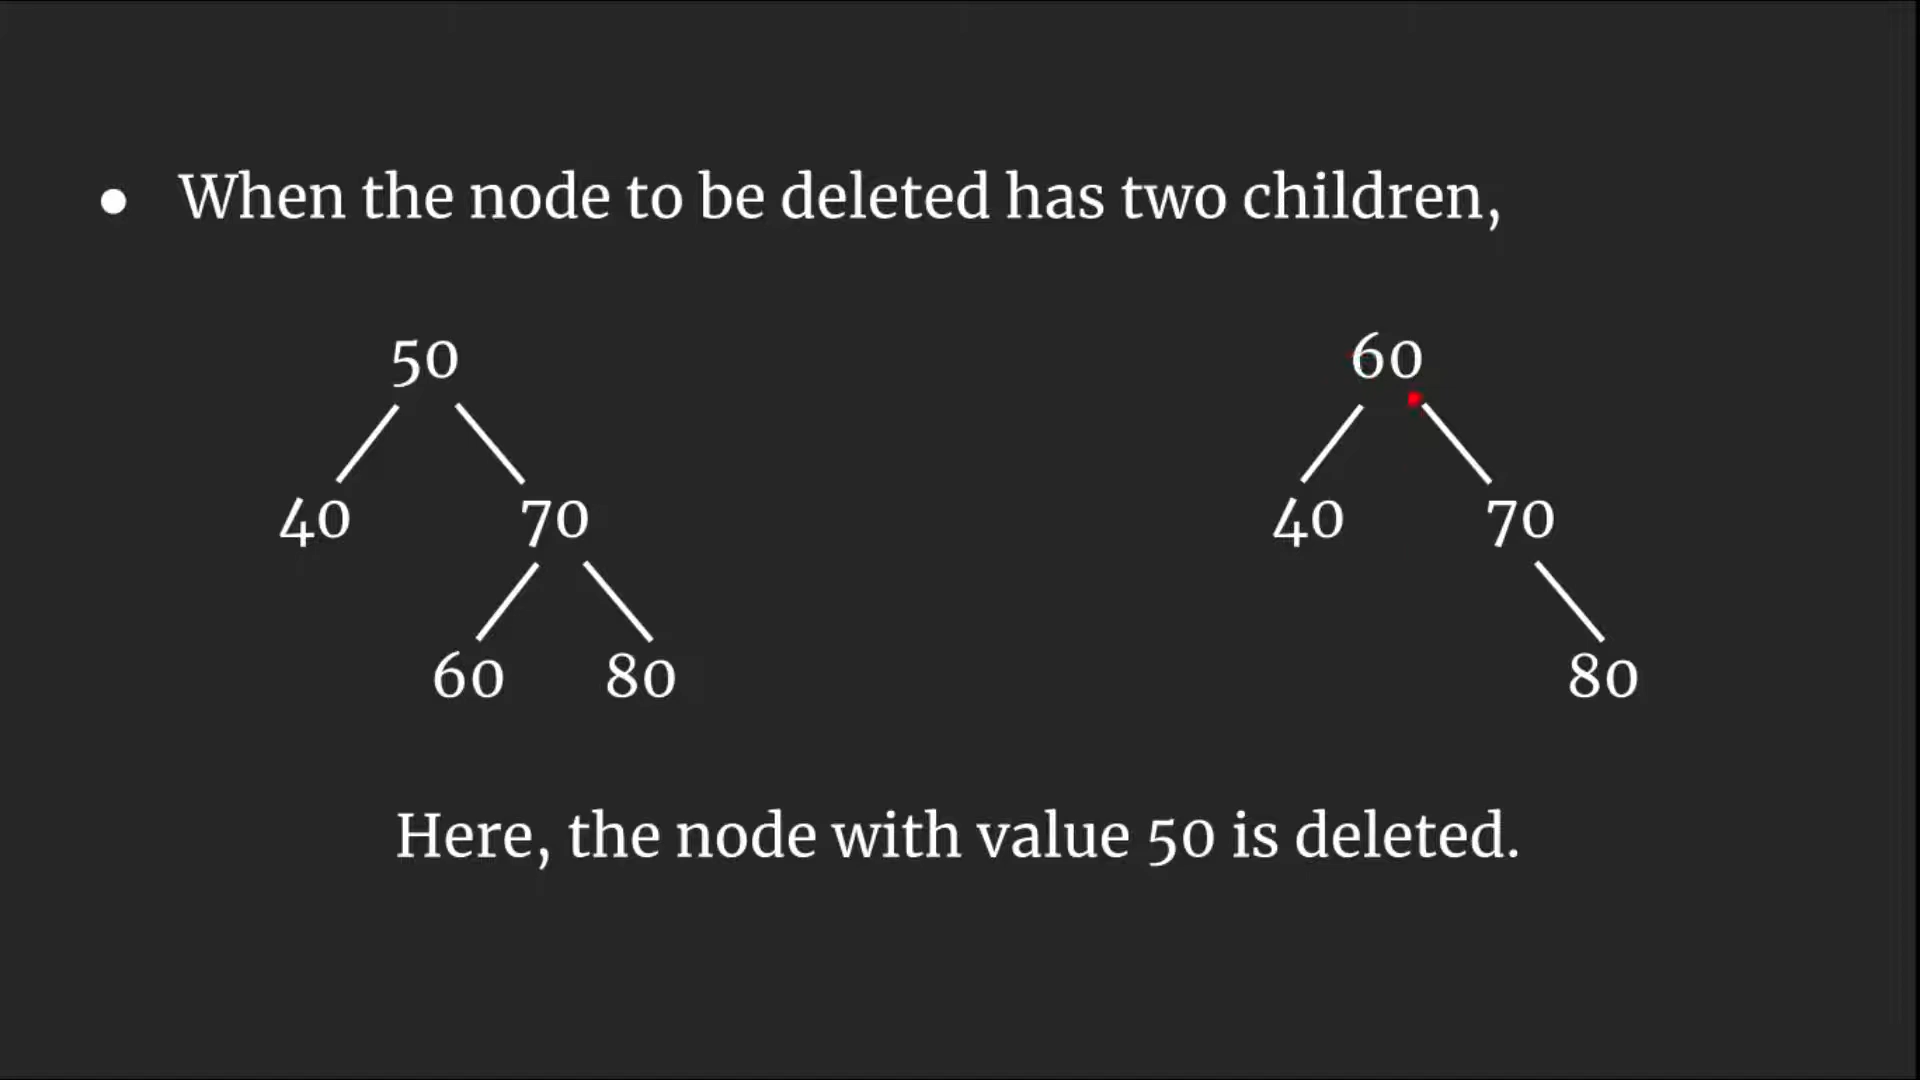 ● When the node to be deleted has two children,
50 60
40 70 40 70
60 80 80
Here, the node with value 50 is deleted.